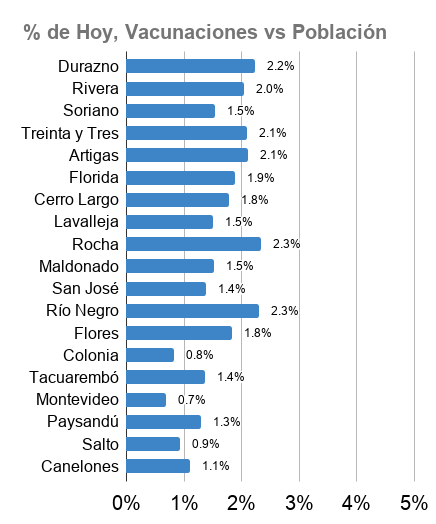 % de Hoy, Vacunaciones vs Población
Durazno 2.2%
Rivera 2.0%
Soriano 1.5%
Treinta y Tres 2.1%
Artigas 2.1%
Florida 1.9%
Cerro Largo 1.8%
Lavalleja 1.5%
Rocha 2.3%
Maldonado 1.5%
San José 1.4%
Río Negro 2.3%
Flores 1.8%
Colonia 0.8%
Tacuarembó 1.4%
Montevideo 0.7%
Paysandú 1.3%
Salto 0.9%
Canelones 1.1%
0% 1% 2% 3% 4% 5%